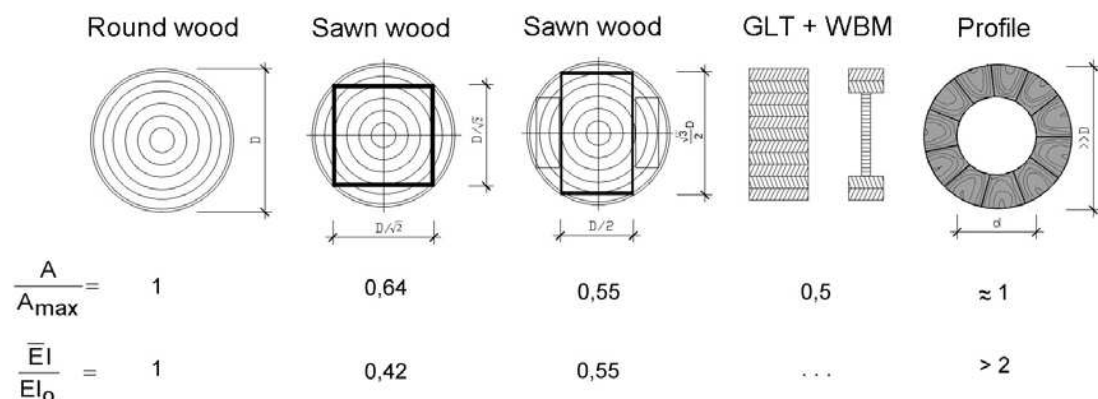 Round wood Sawn wood Sawn wood GLT + WBM Profile
D D/√2 √3/2 D >>D
D/√2 D/2 d
A/Amax = 1 0,64 0,55 0,5 ≈ 1
E̅I/EI₀ = 1 0,42 0,55 ... > 2